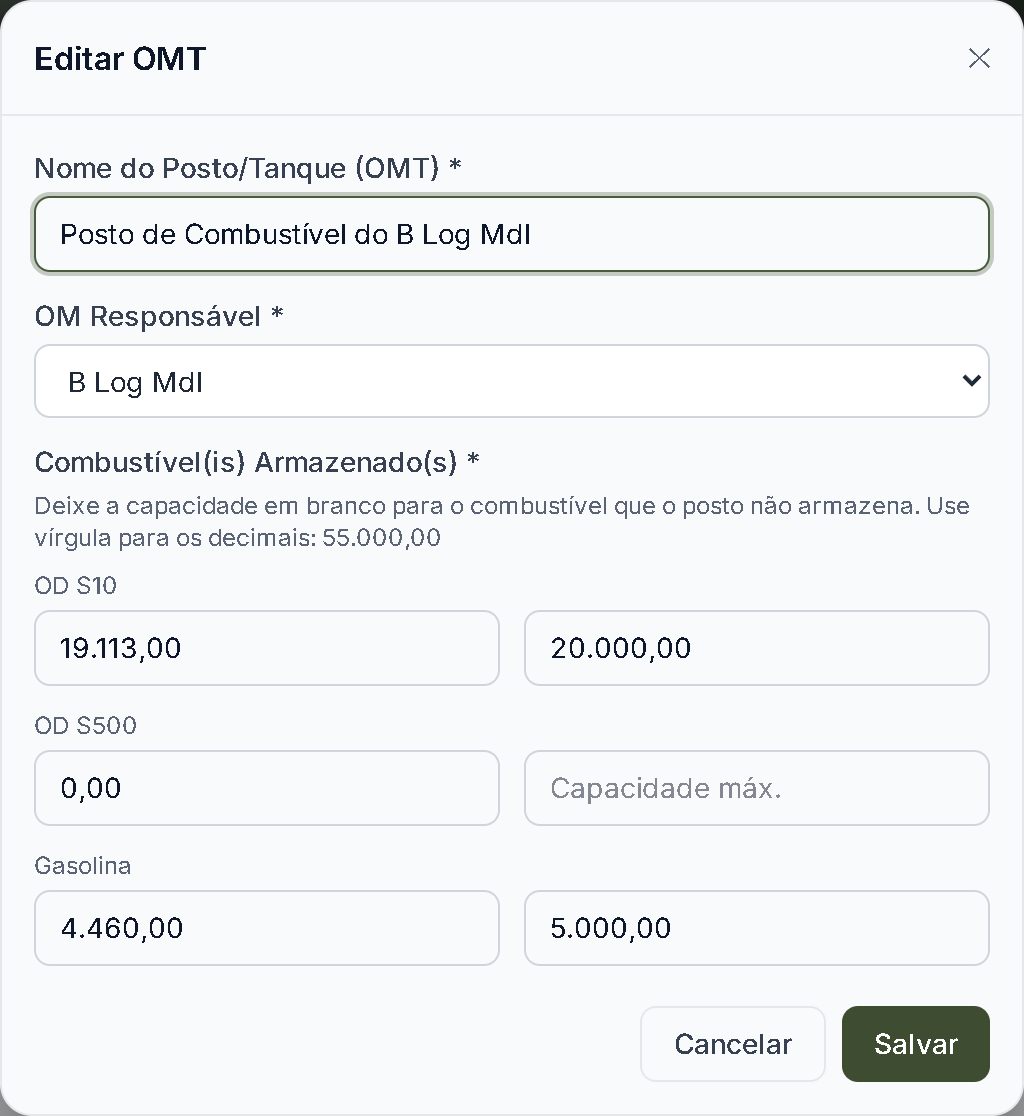 Editar OMT
Nome do Posto/Tanque (OMT) *
Posto de Combustível do B Log Mdl
OM Responsável *
B Log Mdl
Combustível(is) Armazenado(s) *
Deixe a capacidade em branco para o combustível que o posto não armazena. Use
vírgula para os decimais: 55.000,00
OD S10
19.113,00 20.000,00
OD S500
0,00 Capacidade máx.
Gasolina
4.460,00 5.000,00
Cancelar Salvar